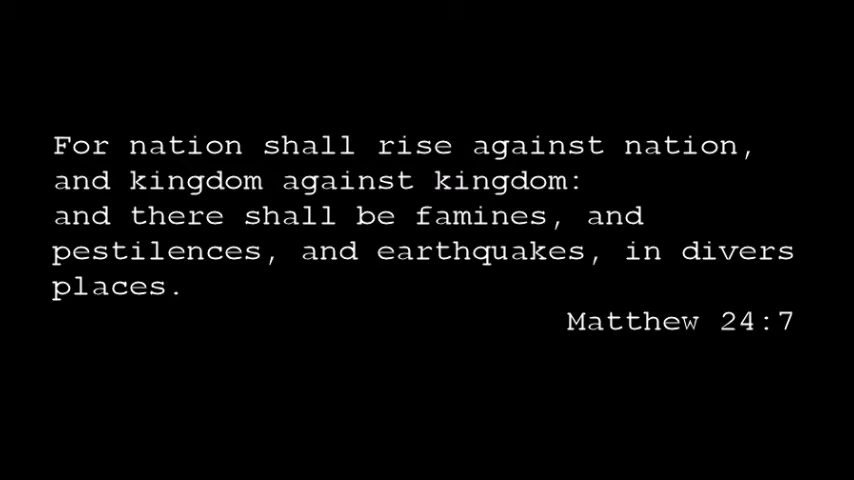 For nation shall rise against nation,
and kingdom against kingdom:
and there shall be famines, and
pestilences, and earthquakes, in divers
places.
Matthew 24:7